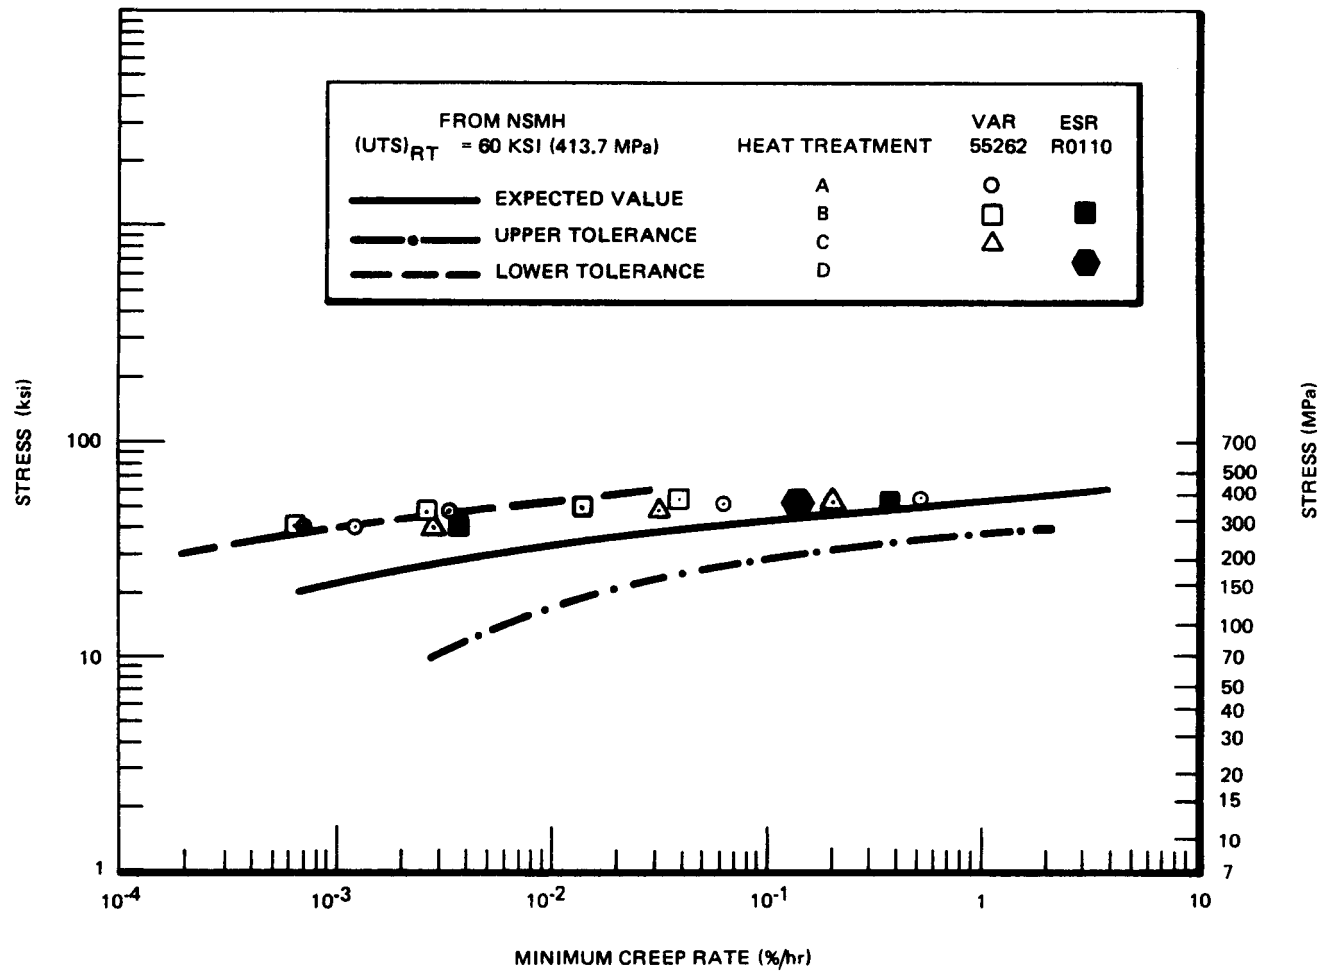 FROM NSMH
(UTS)RT = 60 KSI (413.7 MPa)
EXPECTED VALUE
UPPER TOLERANCE
LOWER TOLERANCE
HEAT TREATMENT
A
B
C
D
VAR
55262
ESR
R0110
STRESS (ksi)
100
10
1
STRESS (MPa)
700
500
400
300
200
150
100
70
50
40
30
20
15
10
7
10-4
10-3
10-2
10-1
1
10
MINIMUM CREEP RATE (%/hr)